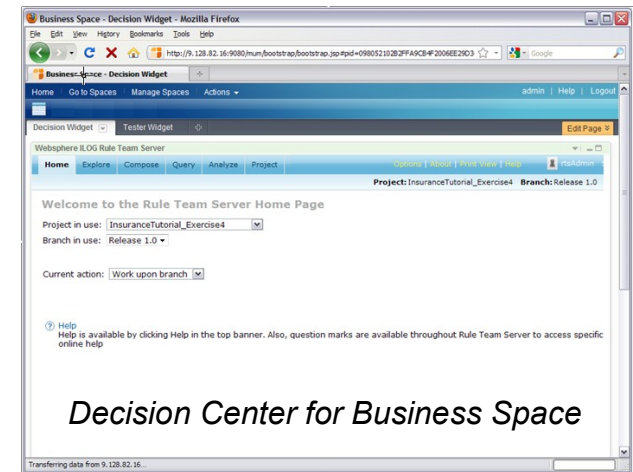 Business Space - Decision Widget - Mozilla Firefox
File Edit View History Bookmarks Tools Help
http://9.128.82.16:9080/mum/bootstrap/bootstrap.jsp#pid=098052102B2FFA9CB4F2006EE29D3 Google
Business Space - Decision Widget
Home Go to Spaces Manage Spaces Actions admin | Help | Logout
Decision Widget Tester Widget Edit Page
Websphere ILOG Rule Team Server
Home Explore Compose Query Analyze Project Options | About | Print View | Help rtsAdmin
Project: InsuranceTutorial_Exercise4 Branch: Release 1.0
Welcome to the Rule Team Server Home Page
Project in use: InsuranceTutorial_Exercise4
Branch in use: Release 1.0
Current action: Work upon branch
Help
Help is available by clicking Help in the top banner. Also, question marks are available throughout Rule Team Server to access specific
online help
Decision Center for Business Space
Transferring data from 9.128.82.16...